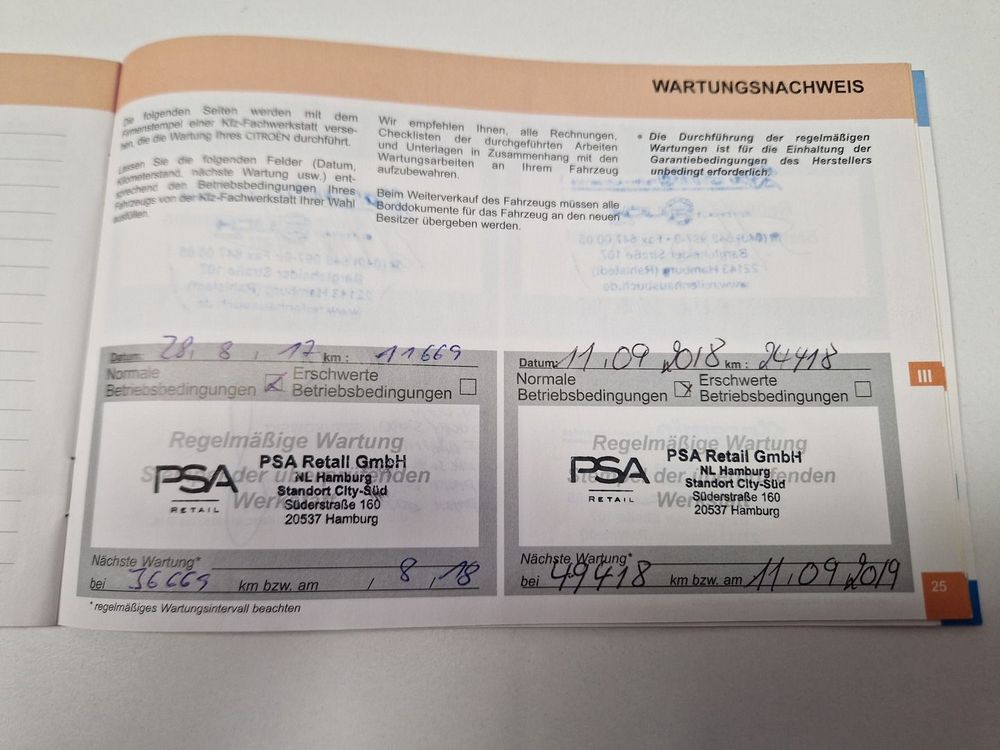 WARTUNGSNACHWEIS
Die folgenden Seiten werden mit dem
Firmenstempel einer Kfz-Fachwerkstatt verse-
hen, die die Wartung Ihres CITROËN durchführt.
Lassen Sie die folgenden Felder (Datum,
Kilometerstand, nächste Wartung usw.) ent-
sprechend den Betriebsbedingungen Ihres
Fahrzeugs von der Kfz-Fachwerkstatt Ihrer Wahl
ausfüllen.
Wir empfehlen Ihnen, alle Rechnungen,
Checklisten der durchgeführten Arbeiten
und Unterlagen in Zusammenhang mit den
Wartungsarbeiten an Ihrem Fahrzeug
aufzubewahren.
Beim Weiterverkauf des Fahrzeugs müssen alle
Borddokumente für das Fahrzeug an den neuen
Besitzer übergeben werden.
• Die Durchführung der regelmäßigen
Wartungen ist für die Einhaltung der
Garantiebedingungen des Herstellers
unbedingt erforderlich.
Datum: 28, 8, 17 km: 11669
Normale
Betriebsbedingungen
Erschwerte
Betriebsbedingungen
Regelmäßige Wartung
Stempel der übernehmenden
PSA
RETAIL
PSA Retail GmbH
NL Hamburg
Standort City-Süd
Süderstraße 160
20537 Hamburg
Nächste Wartung*
bei 36669 km bzw. am / 8, 18
* regelmäßiges Wartungsintervall beachten
Datum: 11, 09, 2018 km: 24418
Normale
Betriebsbedingungen
Erschwerte
Betriebsbedingungen
Regelmäßige Wartung
PSA
RETAIL
PSA Retail GmbH
NL Hamburg
Standort City-Süd
Süderstraße 160
20537 Hamburg
Nächste Wartung*
bei 49418 km bzw. am 11, 09, 2019
III
25